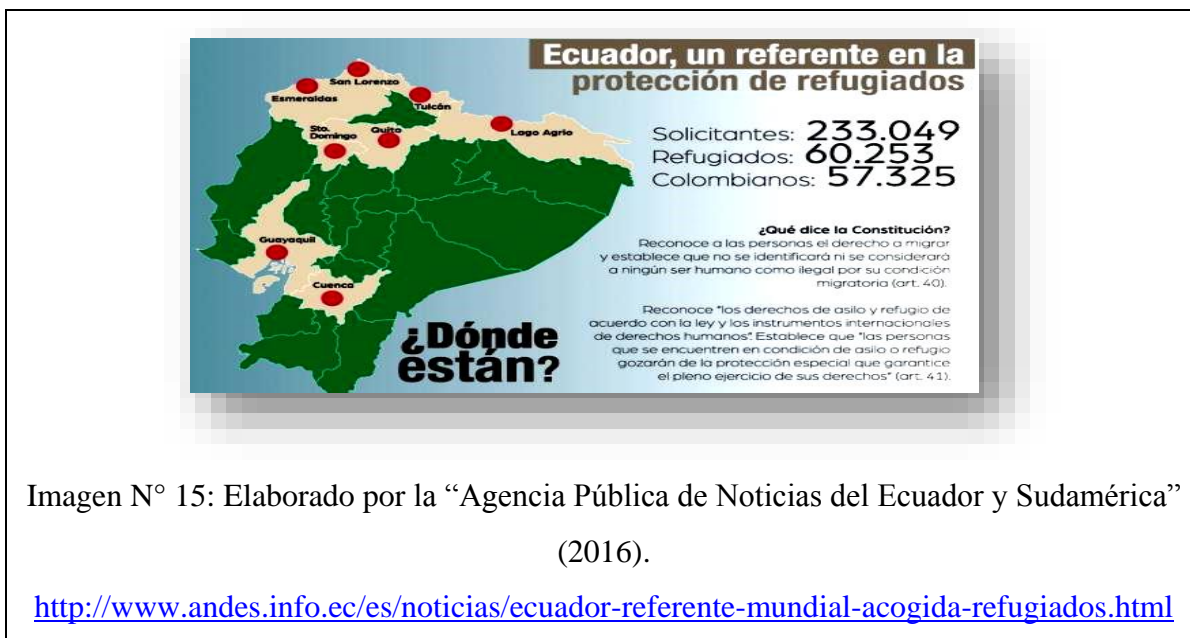 Ecuador, un referente en la
protección de refugiados
San Lorenzo
Esmeraldas
Tulcán
Sto.
Domingo
Quito
Lago Agrio
Guayaquil
Cuenca
Solicitantes: 233.049
Refugiados: 60.253
Colombianos: 57.325
¿Qué dice la Constitución?
Reconoce a las personas el derecho a migrar
y establece que no se identificará ni se considerará
a ningún ser humano como ilegal por su condición
migratoria (art. 40).
Reconoce "los derechos de asilo y refugio de
acuerdo con la ley y los instrumentos internacionales
de derechos humanos". Establece que "las personas
que se encuentren en condición de asilo o refugio
gozarán de la protección especial que garantice
el pleno ejercicio de sus derechos" (art. 41).
¿Dónde
están?
Imagen N° 15: Elaborado por la “Agencia Pública de Noticias del Ecuador y Sudamérica”
(2016).
http://www.andes.info.ec/es/noticias/ecuador-referente-mundial-acogida-refugiados.html